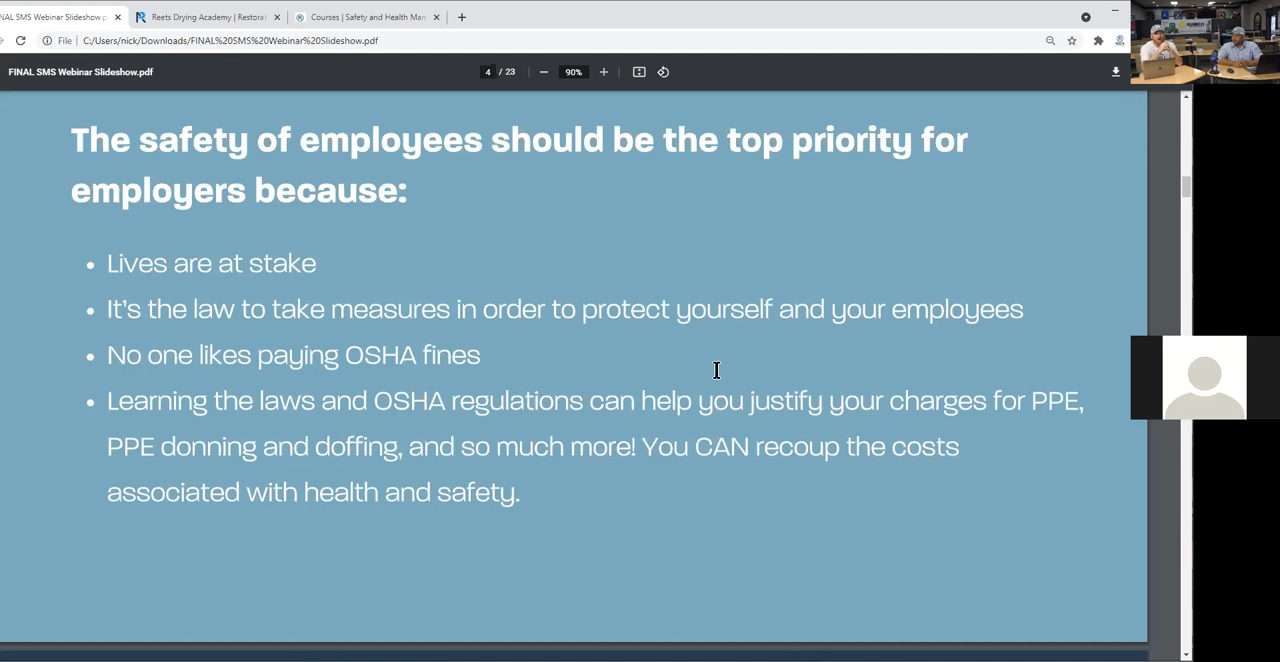 NAL SMS Webinar Slideshow.p
Reets Drying Academy | Restora
Courses | Safety and Health Man
File
C:/Users/nick/Downloads/FINAL%20SMS%20Webinar%20Slideshow.pdf
FINAL SMS Webinar Slideshow.pdf
4 / 23
90%
The safety of employees should be the top priority for
employers because:
• Lives are at stake
• It's the law to take measures in order to protect yourself and your employees
• No one likes paying OSHA fines
• Learning the laws and OSHA regulations can help you justify your charges for PPE,
PPE donning and doffing, and so much more! You CAN recoup the costs
associated with health and safety.